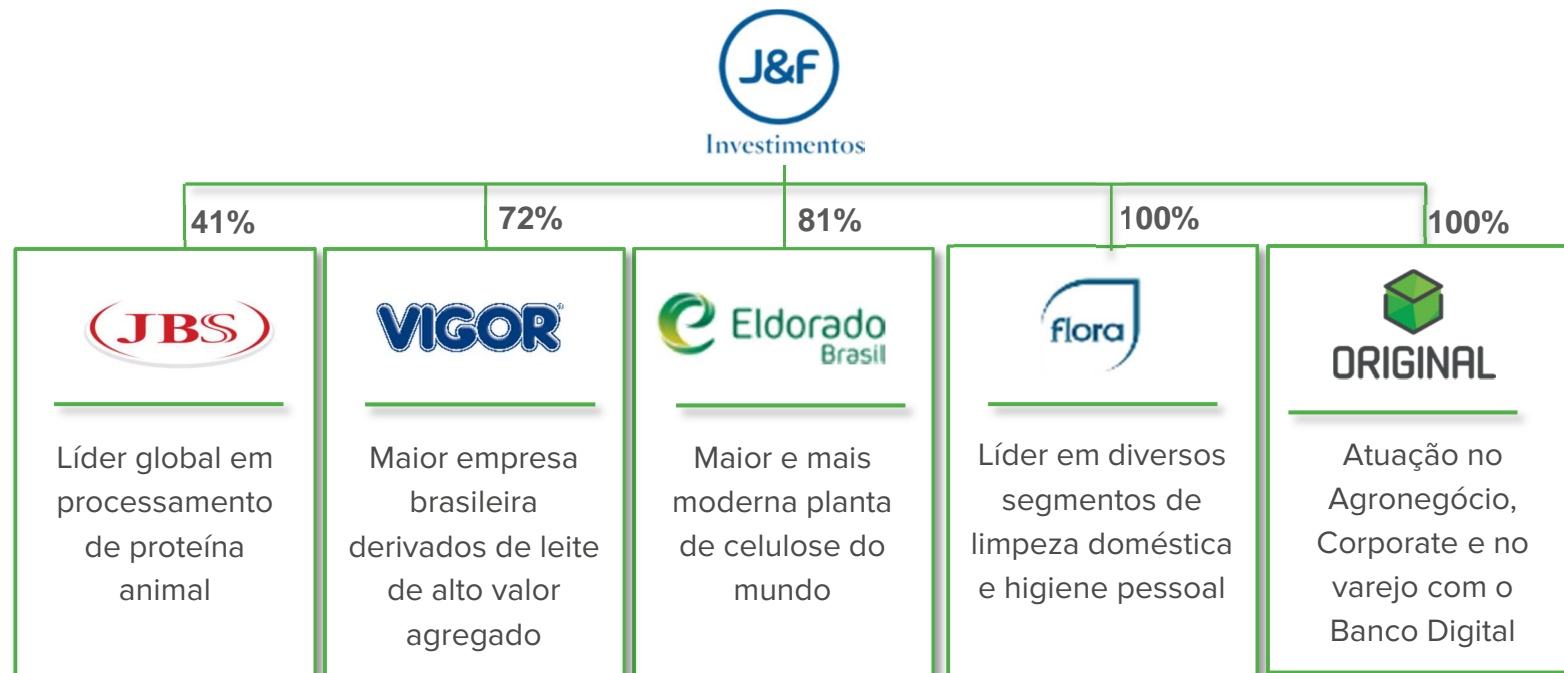 J&F
Investimentos
41%
72%
81%
100%
100%
JBS
Líder global em
processamento
de proteína
animal
VIGOR®
Maior empresa
brasileira
derivados de leite
de alto valor
agregado
Eldorado
Brasil
Maior e mais
moderna planta
de celulose do
mundo
flora
Líder em diversos
segmentos de
limpeza doméstica
e higiene pessoal
ORIGINAL
Atuação no
Agronegócio,
Corporate e no
varejo com o
Banco Digital